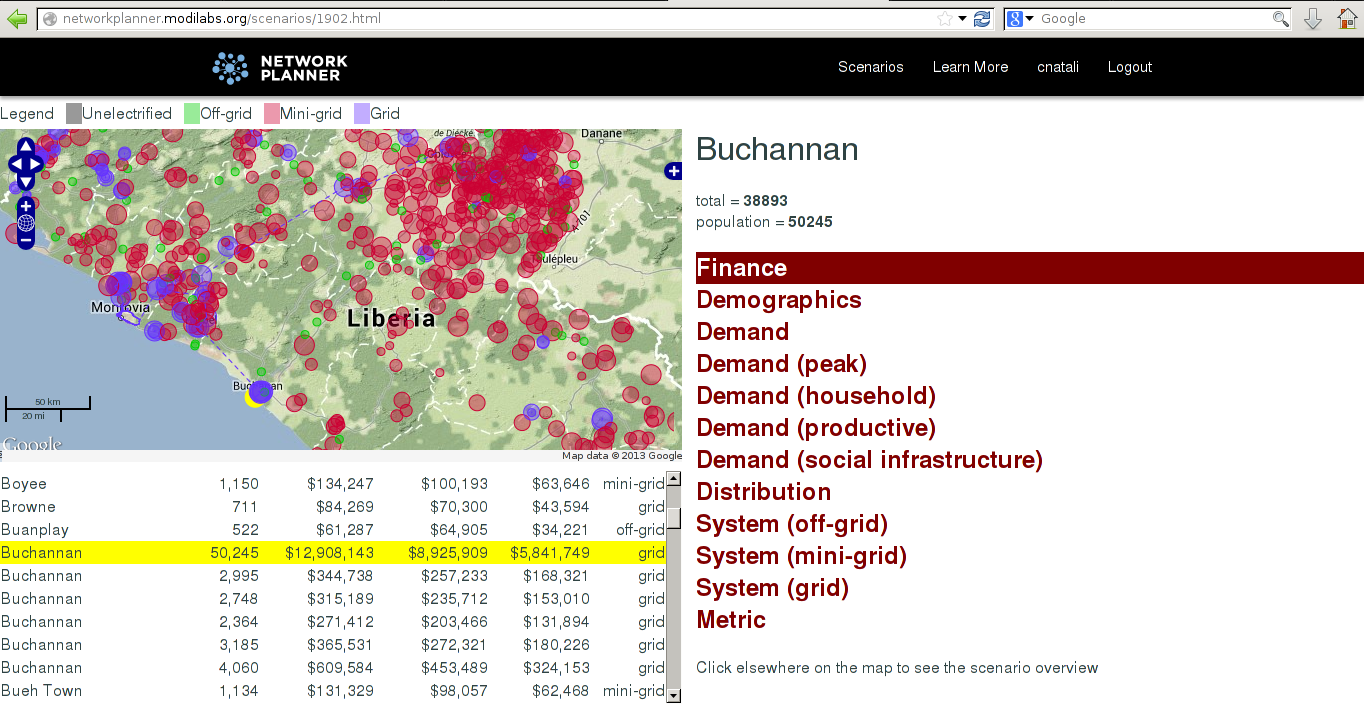 networkplanner.modilabs.org/scenarios/1902.html
Google
NETWORK
PLANNER
Scenarios
Learn More
cnatali
Logout
Legend
Unelectrified
Off-grid
Mini-grid
Grid
de Diécké
Danane
A 701
Monrovia
Liberia
Buchanan
50 km
20 mi
Google
Map data © 2013 Google
Boyee 1,150 $134,247 $100,193 $63,646 mini-grid
Browne 711 $84,269 $70,300 $43,594 grid
Buanplay 522 $61,287 $64,905 $34,221 off-grid
Buchannan 50,245 $12,908,143 $8,925,909 $5,841,749 grid
Buchannan 2,995 $344,738 $257,233 $168,321 grid
Buchannan 2,748 $315,189 $235,712 $153,010 grid
Buchannan 2,364 $271,412 $203,466 $131,894 grid
Buchannan 3,185 $365,531 $272,321 $180,226 grid
Buchannan 4,060 $609,584 $453,489 $324,153 grid
Bueh Town 1,134 $131,329 $98,057 $62,468 mini-grid
Buchannan
total = 38893
population = 50245
Finance
Demographics
Demand
Demand (peak)
Demand (household)
Demand (productive)
Demand (social infrastructure)
Distribution
System (off-grid)
System (mini-grid)
System (grid)
Metric
Click elsewhere on the map to see the scenario overview